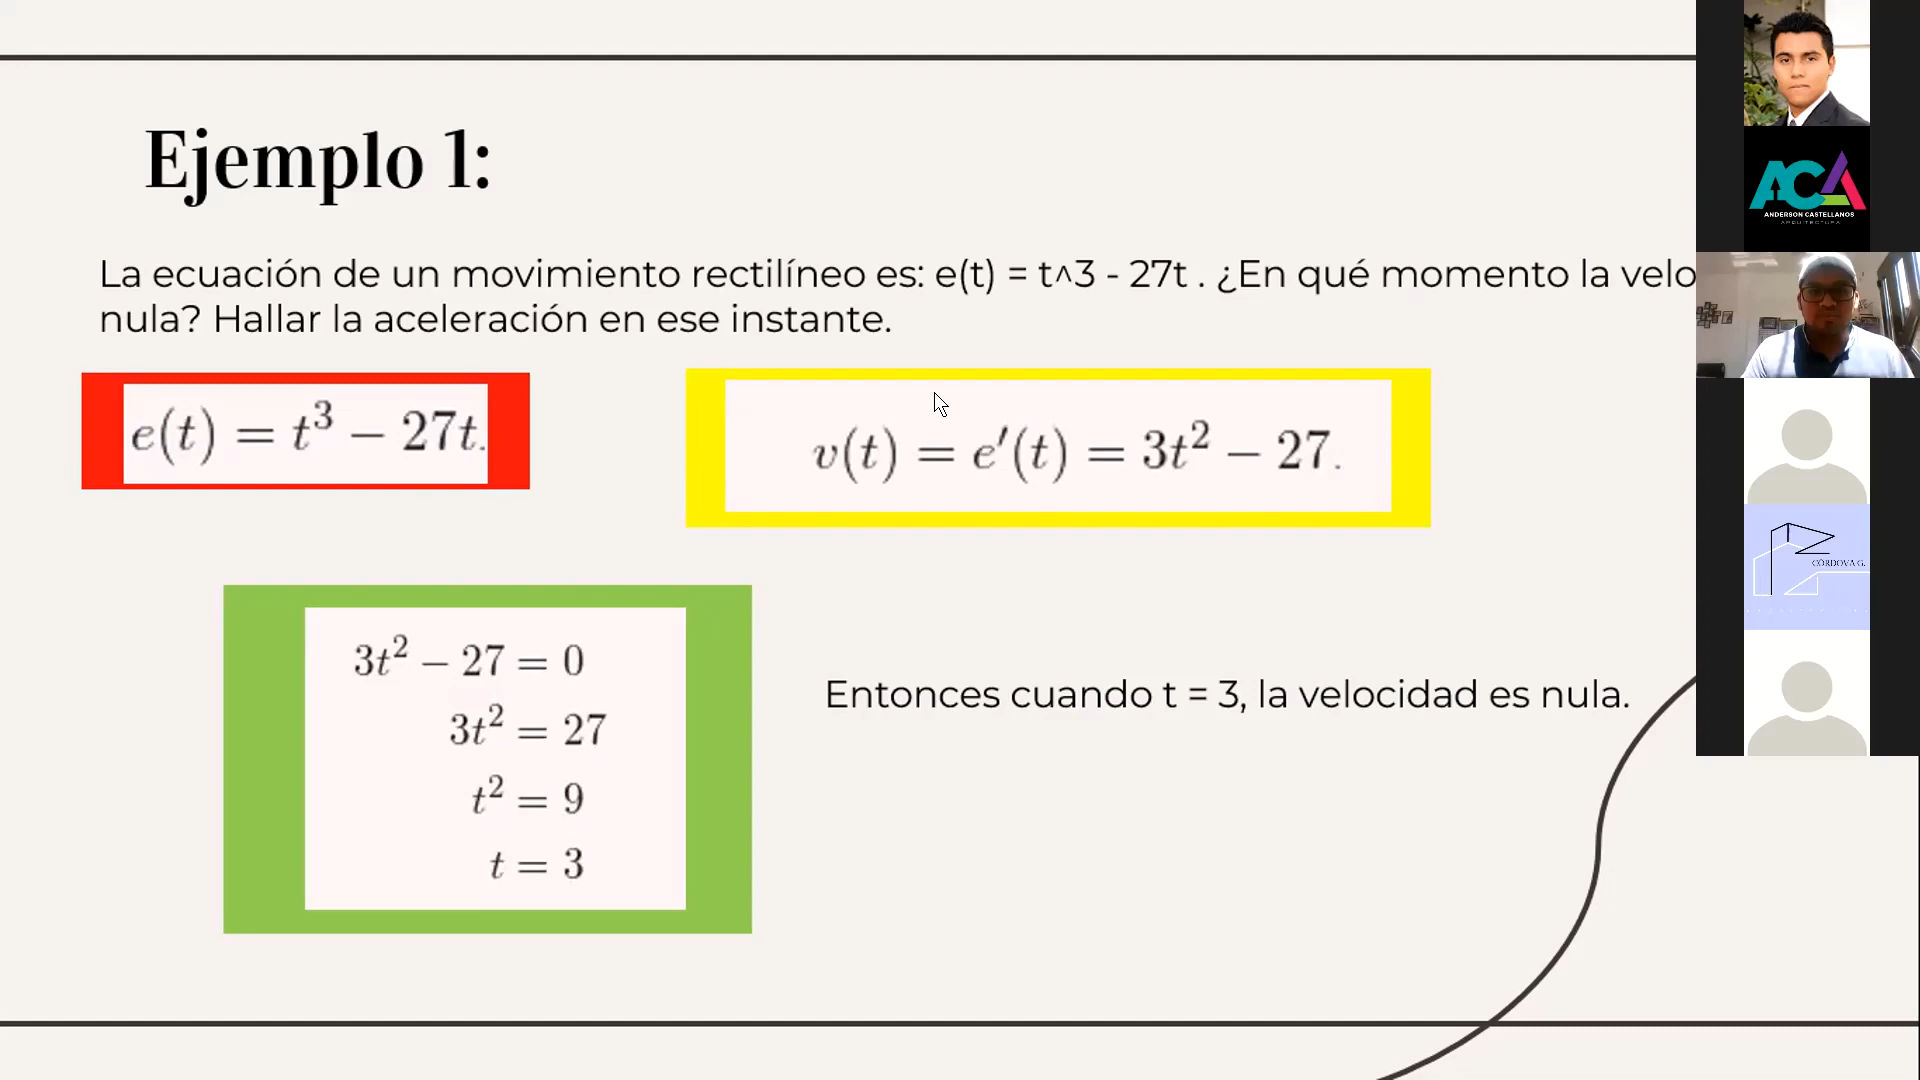 Ejemplo 1:
La ecuación de un movimiento rectilíneo es: e(t) = t^3 - 27t . ¿En qué momento la velo
nula? Hallar la aceleración en ese instante.
e(t) = t³ − 27t.
v(t) = e′(t) = 3t² − 27.
3t² − 27 = 0
3t² = 27
t² = 9
t = 3
Entonces cuando t = 3, la velocidad es nula.
ACA
ANDERSON CASTELLANOS
ARQUITECTURA
CÓRDOVA G.